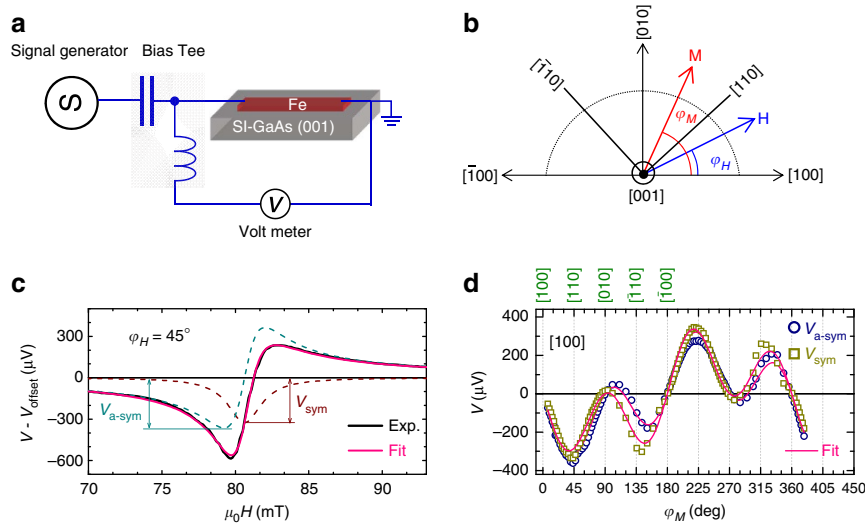 a
Signal generator
Bias Tee
S
Fe
SI-GaAs (001)
V
Volt meter
b
[010]
[1̄10]
M
[110]
H
φM
φH
[1̄00]
[001]
[100]
c
φH = 45°
300
0
−300
−600
V - Voffset (μV)
Va-sym
Vsym
Exp.
Fit
70 75 80 85 90
μ0H (mT)
d
[100] [110] [010] [1̄10] [1̄00]
400
200
0
−200
−400
V (μV)
[100]
Va-sym
Vsym
Fit
0 45 90 135 180 225 270 315 360 405 450
φM (deg)